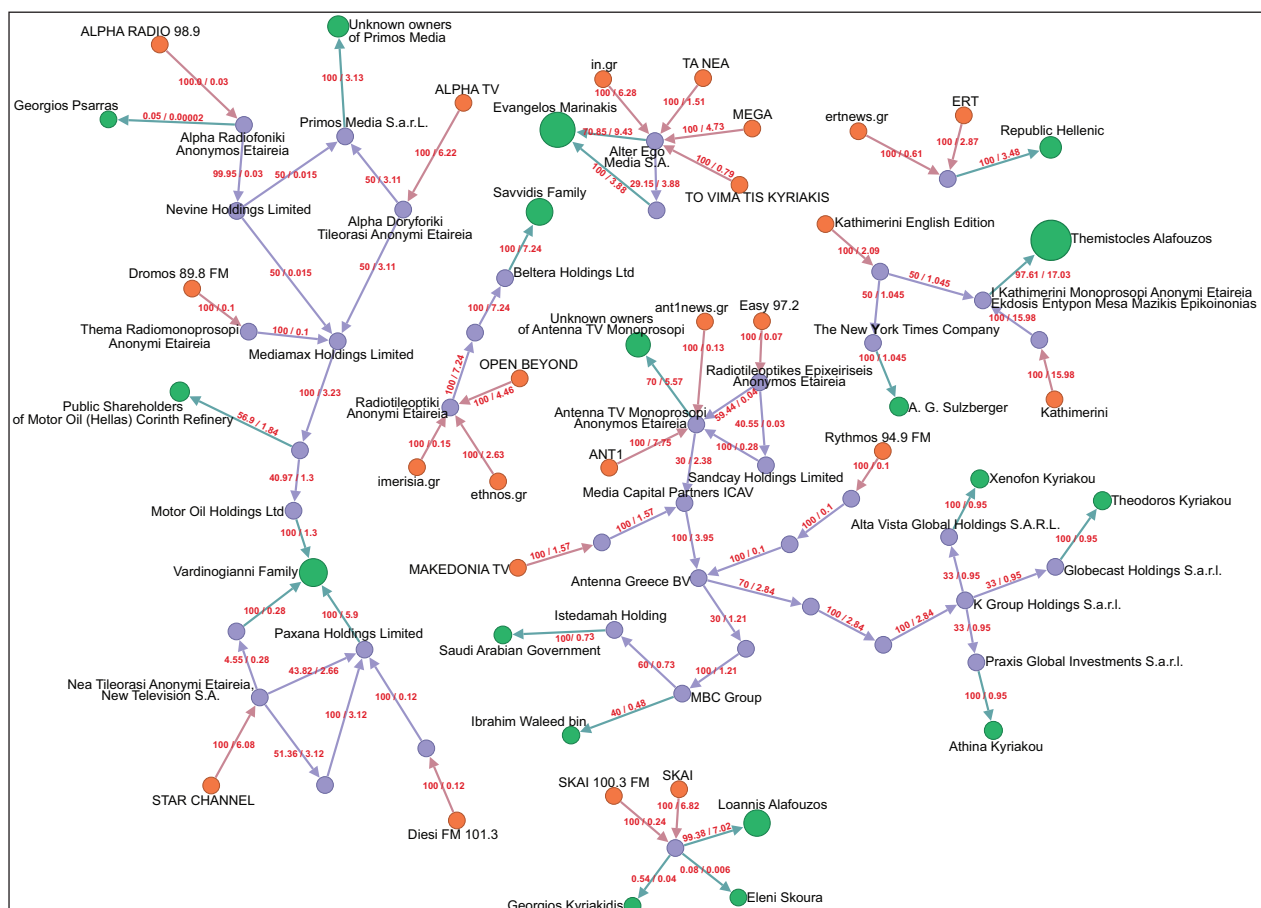 ALPHA RADIO 98.9
100.0 / 0.03
Georgios Psarras
0.05 / 0.00002
Alpha Radiofoniki
Anonymos Etaireia
99.95 / 0.03
Nevine Holdings Limited
Unknown owners
of Primos Media
100 / 3.13
Primos Media S.a.r.L.
50 / 0.015
50 / 3.11
ALPHA TV
100 / 6.22
Alpha Doryforiki
Tileorasi Anonymi Etaireia
50 / 0.015
50 / 3.11
Dromos 89.8 FM
100 / 0.1
Thema Radiomonoprosopi
Anonymi Etaireia
100 / 0.1
Mediamax Holdings Limited
100 / 3.23
Public Shareholders
of Motor Oil (Hellas) Corinth Refinery
56.9 / 1.84
40.97 / 1.3
Motor Oil Holdings Ltd
100 / 1.3
Vardinogianni Family
100 / 0.28
100 / 5.9
Paxana Holdings Limited
4.55 / 0.28
43.82 / 2.66
Nea Tileorasi Anonymi Etaireia,
New Television S.A.
100 / 3.12
51.36 / 3.12
100 / 6.08
STAR CHANNEL
100 / 0.12
100 / 0.12
Diesi FM 101.3
in.gr
100 / 6.28
TA NEA
100 / 1.51
MEGA
100 / 4.73
Evangelos Marinakis
70.85 / 9.43
Alter Ego
Media S.A.
100 / 0.79
TO VIMA TIS KYRIAKIS
100 / 3.88
29.15 / 3.88
Savvidis Family
100 / 7.24
Beltera Holdings Ltd
100 / 7.24
100 / 7.24
OPEN BEYOND
100 / 4.46
Radiotileoptiki
Anonymi Etaireia
100 / 0.15
imerisia.gr
100 / 2.63
ethnos.gr
ERT
ertnews.gr
100 / 2.87
100 / 0.61
Republic Hellenic
100 / 3.48
Kathimerini English Edition
100 / 2.09
Themistocles Alafouzos
97.61 / 17.03
50 / 1.045
50 / 1.045
I Kathimerini Monoprosopi Anonymi Etaireia
Ekdosis Entypon Mesa Mazikis Epikoinonias
The New York Times Company
100 / 1.045
A. G. Sulzberger
100 / 15.98
100 / 15.98
Kathimerini
ant1news.gr
100 / 0.13
Easy 97.2
100 / 0.07
Unknown owners
of Antenna TV Monoprosopi
70 / 5.57
Radiotileoptikes Epixeiriseis
Anonymos Etaireia
59.44 / 0.04
40.55 / 0.03
Antenna TV Monoprosopi
Anonymos Etaireia
100 / 7.75
ANT1
100 / 0.28
Sandcay Holdings Limited
30 / 2.38
Media Capital Partners ICAV
100 / 1.57
100 / 1.57
MAKEDONIA TV
100 / 3.95
Rythmos 94.9 FM
100 / 0.1
100 / 0.1
100 / 0.1
Antenna Greece BV
70 / 2.84
100 / 2.84
100 / 2.84
30 / 1.21
100 / 1.21
Istedamah Holding
100/ 0.73
Saudi Arabian Government
60 / 0.73
MBC Group
40 / 0.48
Ibrahim Waleed bin
Xenofon Kyriakou
100 / 0.95
Alta Vista Global Holdings S.A.R.L.
33 / 0.95
Theodoros Kyriakou
100 / 0.95
Globecast Holdings S.a.r.l.
33 / 0.95
K Group Holdings S.a.r.l.
33 / 0.95
Praxis Global Investments S.a.r.l.
100 / 0.95
Athina Kyriakou
SKAI 100.3 FM
100 / 0.24
SKAI
100 / 6.82
Loannis Alafouzos
99.38 / 7.02
0.54 / 0.04
0.08 / 0.006
Georgios Kyriakidis
Eleni Skoura